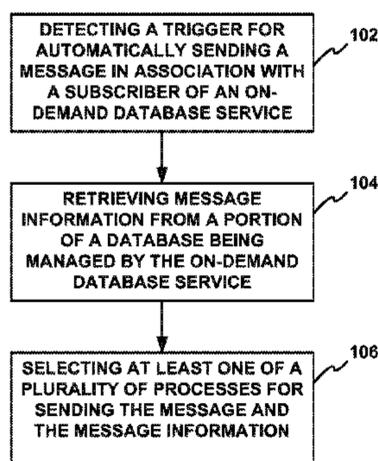 DETECTING A TRIGGER FOR
AUTOMATICALLY SENDING A
MESSAGE IN ASSOCIATION WITH
A SUBSCRIBER OF AN ON-
DEMAND DATABASE SERVICE
102
RETRIEVING MESSAGE
INFORMATION FROM A PORTION
OF A DATABASE BEING
MANAGED BY THE ON-DEMAND
DATABASE SERVICE
104
SELECTING AT LEAST ONE OF A
PLURALITY OF PROCESSES FOR
SENDING THE MESSAGE AND
THE MESSAGE INFORMATION
106